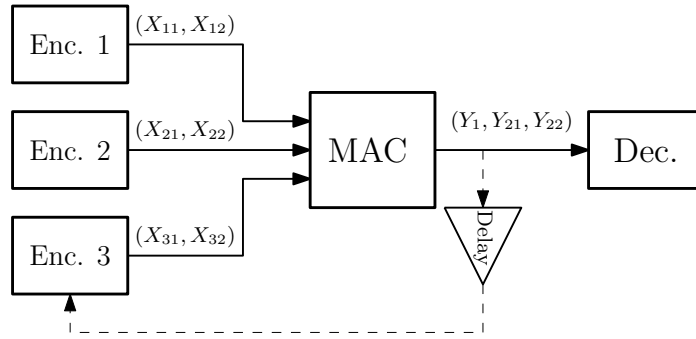 Enc. 1
(X11, X12)
Enc. 2
(X21, X22)
Enc. 3
(X31, X32)
MAC
(Y1, Y21, Y22)
Dec.
Delay